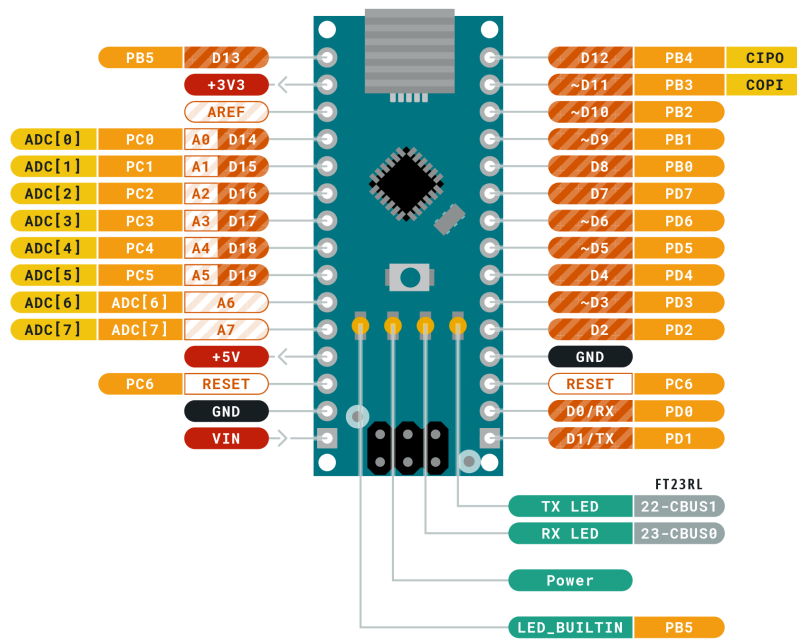 PB5 D13 D12 PB4 CIPO
+3V3 ~D11 PB3 COPI
AREF ~D10 PB2
ADC[0] PC0 A0 D14 ~D9 PB1
ADC[1] PC1 A1 D15 D8 PB0
ADC[2] PC2 A2 D16 D7 PD7
ADC[3] PC3 A3 D17 ~D6 PD6
ADC[4] PC4 A4 D18 ~D5 PD5
ADC[5] PC5 A5 D19 D4 PD4
ADC[6] ADC[6] A6 ~D3 PD3
ADC[7] ADC[7] A7 D2 PD2
+5V GND
PC6 RESET RESET PC6
GND D0/RX PD0
VIN D1/TX PD1
FT23RL
TX LED 22-CBUS1
RX LED 23-CBUS0
Power
LED_BUILTIN PB5